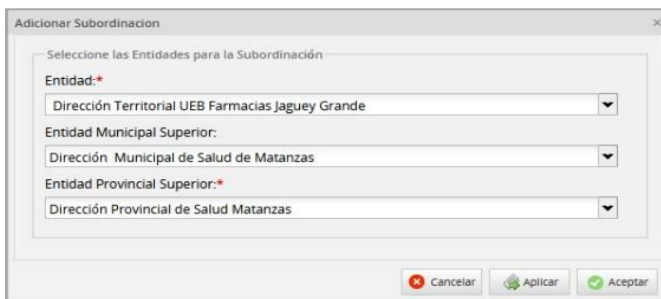 Adicionar Subordinacion
Seleccione las Entidades para la Subordinación
Entidad:*
Dirección Territorial UEB Farmacias Jaguey Grande
Entidad Municipal Superior:
Dirección Municipal de Salud de Matanzas
Entidad Provincial Superior:*
Dirección Provincial de Salud Matanzas
Cancelar Aplicar Aceptar